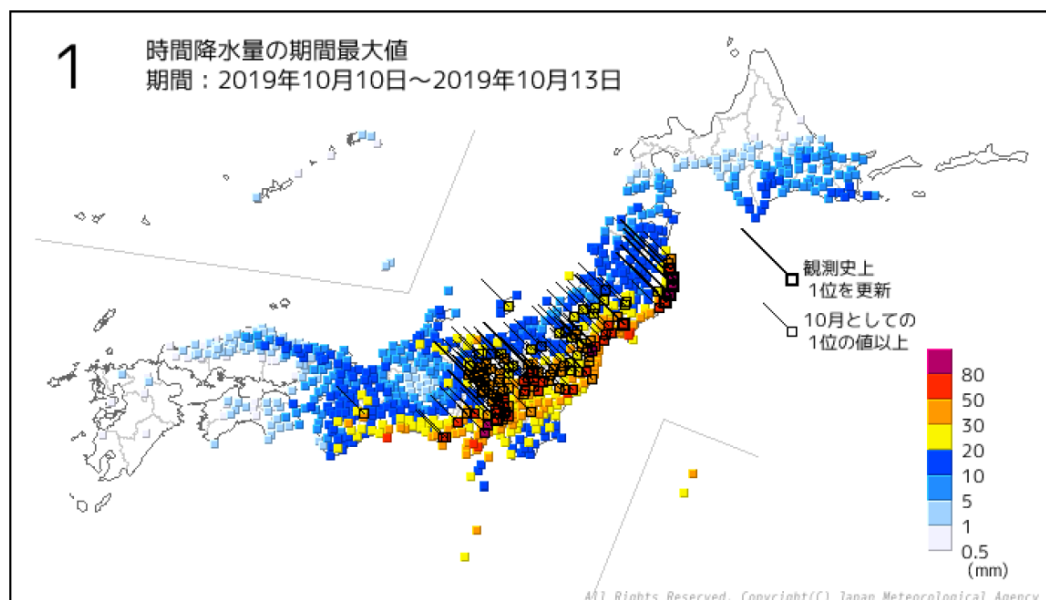 1
時間降水量の期間最大値
期間：2019年10月10日～2019年10月13日
観測史上
1位を更新
10月としての
1位の値以上
80
50
30
20
10
5
1
0.5
(mm)
All Rights Reserved. Copyright(C) Japan Meteorological Agency